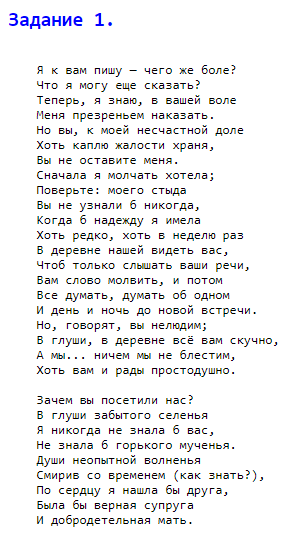 Задание 1.
Я к вам пишу – чего же боле?
Что я могу еще сказать?
Теперь, я знаю, в вашей воле
Меня презреньем наказать.
Но вы, к моей несчастной доле
Хоть каплю жалости храня,
Вы не оставите меня.
Сначала я молчать хотела;
Поверьте: моего стыда
Вы не узнали б никогда,
Когда б надежду я имела
Хоть редко, хоть в неделю раз
В деревне нашей видеть вас,
Чтоб только слышать ваши речи,
Вам слово молвить, и потом
Все думать, думать об одном
И день и ночь до новой встречи.
Но, говорят, вы нелюдим;
В глуши, в деревне всё вам скучно,
А мы... ничем мы не блестим,
Хоть вам и рады простодушно.
Зачем вы посетили нас?
В глуши забытого селенья
Я никогда не знала б вас,
Не знала б горького мученья.
Души неопытной волненья
Смирив со временем (как знать?),
По сердцу я нашла бы друга,
Была бы верная супруга
И добродетельная мать.